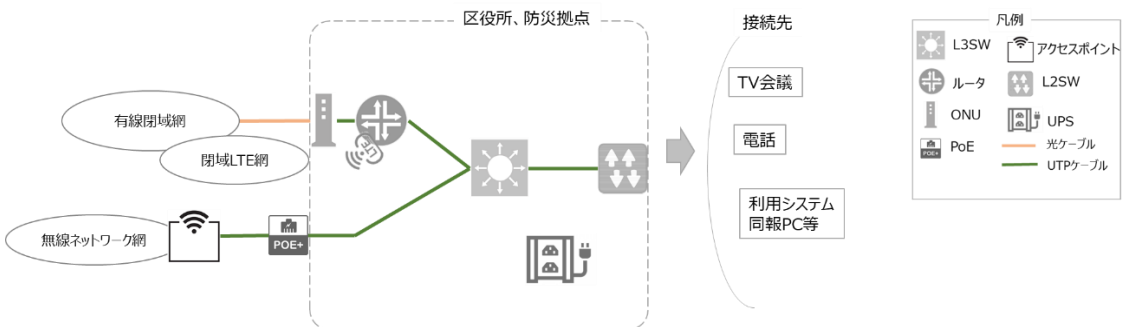 区役所、防災拠点
接続先
凡例
L3SW
アクセスポイント
ルータ
L2SW
ONU
UPS
POE+
PoE
光ケーブル
UTPケーブル
有線閉域網
閉域LTE網
LTE
無線ネットワーク網
POE+
TV会議
電話
利用システム
同報PC等